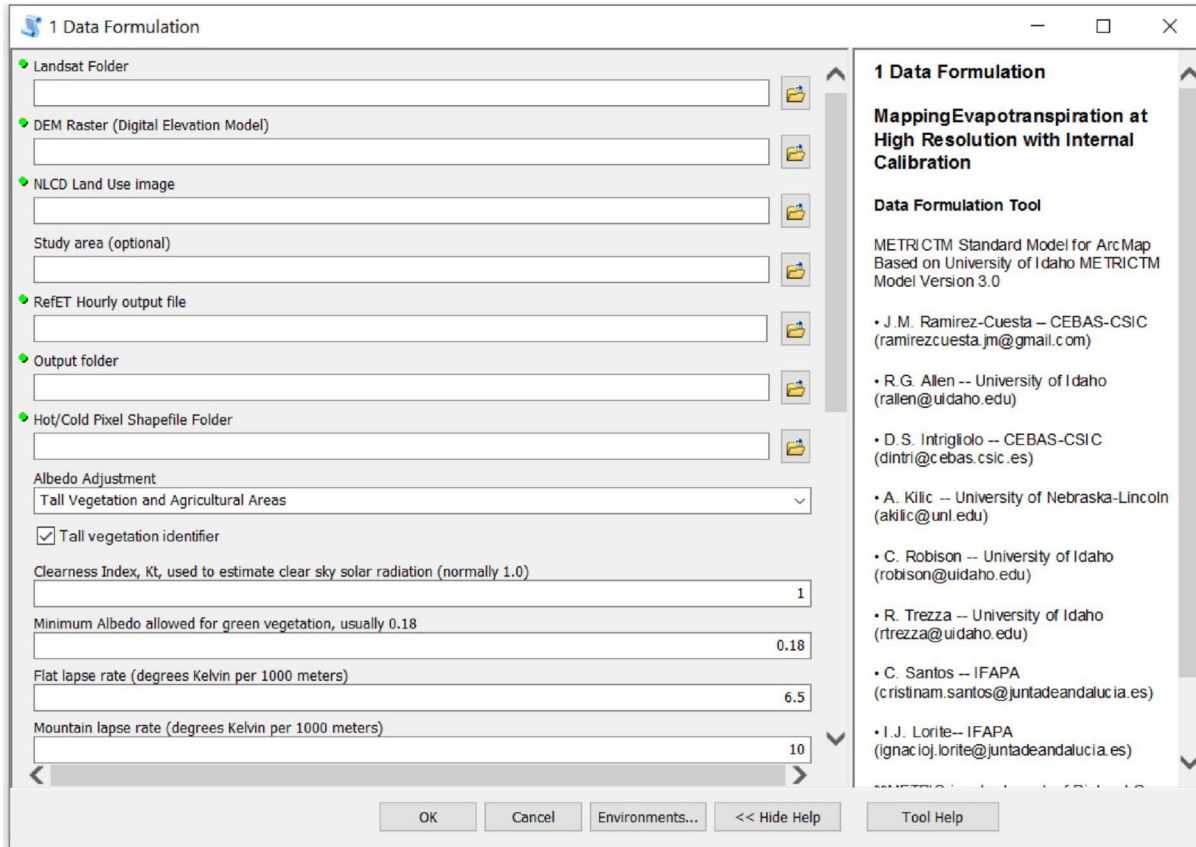 1 Data Formulation
Landsat Folder
DEM Raster (Digital Elevation Model)
NLCD Land Use image
Study area (optional)
RefET Hourly output file
Output folder
Hot/Cold Pixel Shapefile Folder
Albedo Adjustment
Tall Vegetation and Agricultural Areas
Tall vegetation identifier
Clearness Index, Kt, used to estimate clear sky solar radiation (normally 1.0)
1
Minimum Albedo allowed for green vegetation, usually 0.18
0.18
Flat lapse rate (degrees Kelvin per 1000 meters)
6.5
Mountain lapse rate (degrees Kelvin per 1000 meters)
10
1 Data Formulation
MappingEvapotranspiration at
High Resolution with Internal
Calibration
Data Formulation Tool
METRICTM Standard Model for ArcMap
Based on University of Idaho METRICTM
Model Version 3.0
• J.M. Ramirez-Cuesta -- CEBAS-CSIC
(ramirezcuesta.jm@gmail.com)
• R.G. Allen -- University of Idaho
(rallen@uidaho.edu)
• D.S. Intrigliolo -- CEBAS-CSIC
(dintri@cebas.csic.es)
• A. Kilic -- University of Nebraska-Lincoln
(akilic@unl.edu)
• C. Robison -- University of Idaho
(robison@uidaho.edu)
• R. Trezza -- University of Idaho
(rtrezza@uidaho.edu)
• C. Santos -- IFAPA
(cristinam.santos@juntadeandalucia.es)
• I.J. Lorite-- IFAPA
(ignacioj.lorite@juntadeandalucia.es)
OK
Cancel
Environments...
<< Hide Help
Tool Help